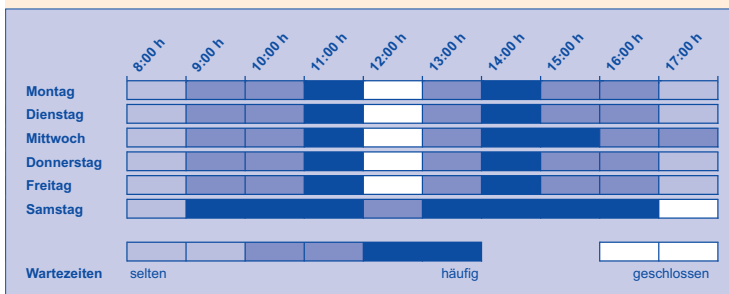 8:00 h 9:00 h 10:00 h 11:00 h 12:00 h 13:00 h 14:00 h 15:00 h 16:00 h 17:00 h
Montag
Dienstag
Mittwoch
Donnerstag
Freitag
Samstag
Wartezeiten selten häufig geschlossen